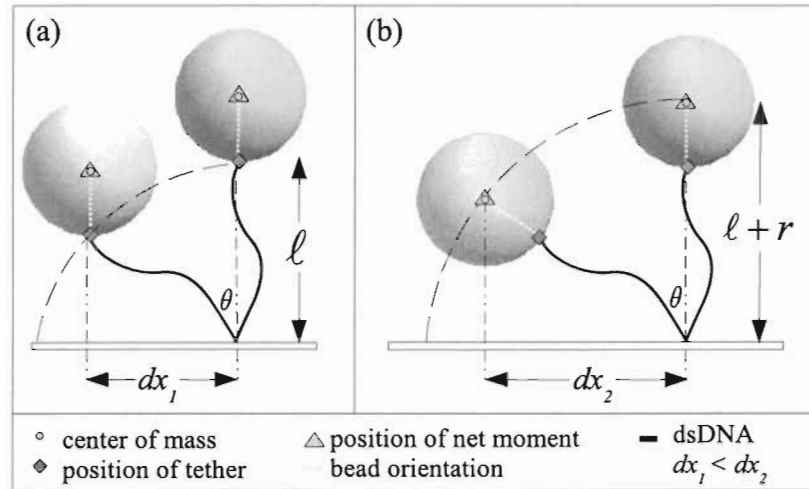 (a)
ℓ
θ
dx₁
(b)
ℓ + r
θ
dx₂
center of mass
position of net moment
dsDNA
position of tether
bead orientation
dx₁ < dx₂